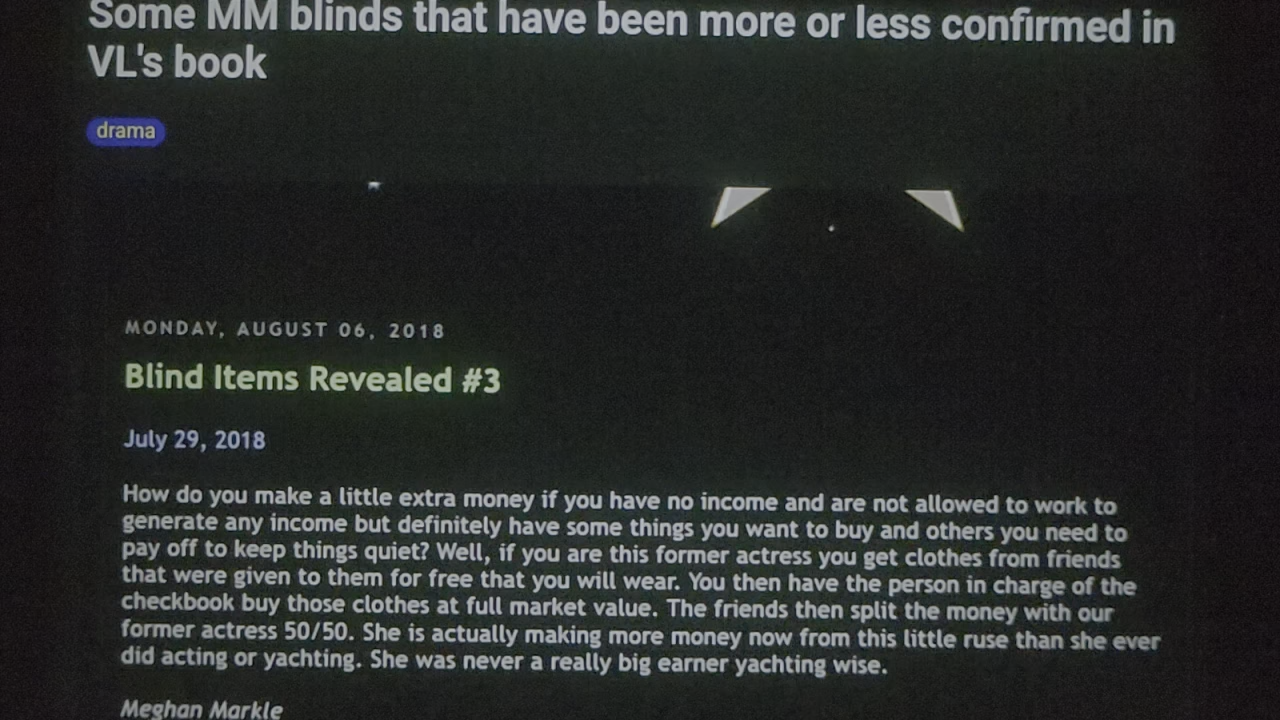 Some MM blinds that have been more or less confirmed in
VL's book
drama
MONDAY, AUGUST 06, 2018
Blind Items Revealed #3
July 29, 2018
How do you make a little extra money if you have no income and are not allowed to work to
generate any income but definitely have some things you want to buy and others you need to
pay off to keep things quiet? Well, if you are this former actress you get clothes from friends
that were given to them for free that you will wear. You then have the person in charge of the
checkbook buy those clothes at full market value. The friends then split the money with our
former actress 50/50. She is actually making more money now from this little ruse than she ever
did acting or yachting. She was never a really big earner yachting wise.
Meghan Markle